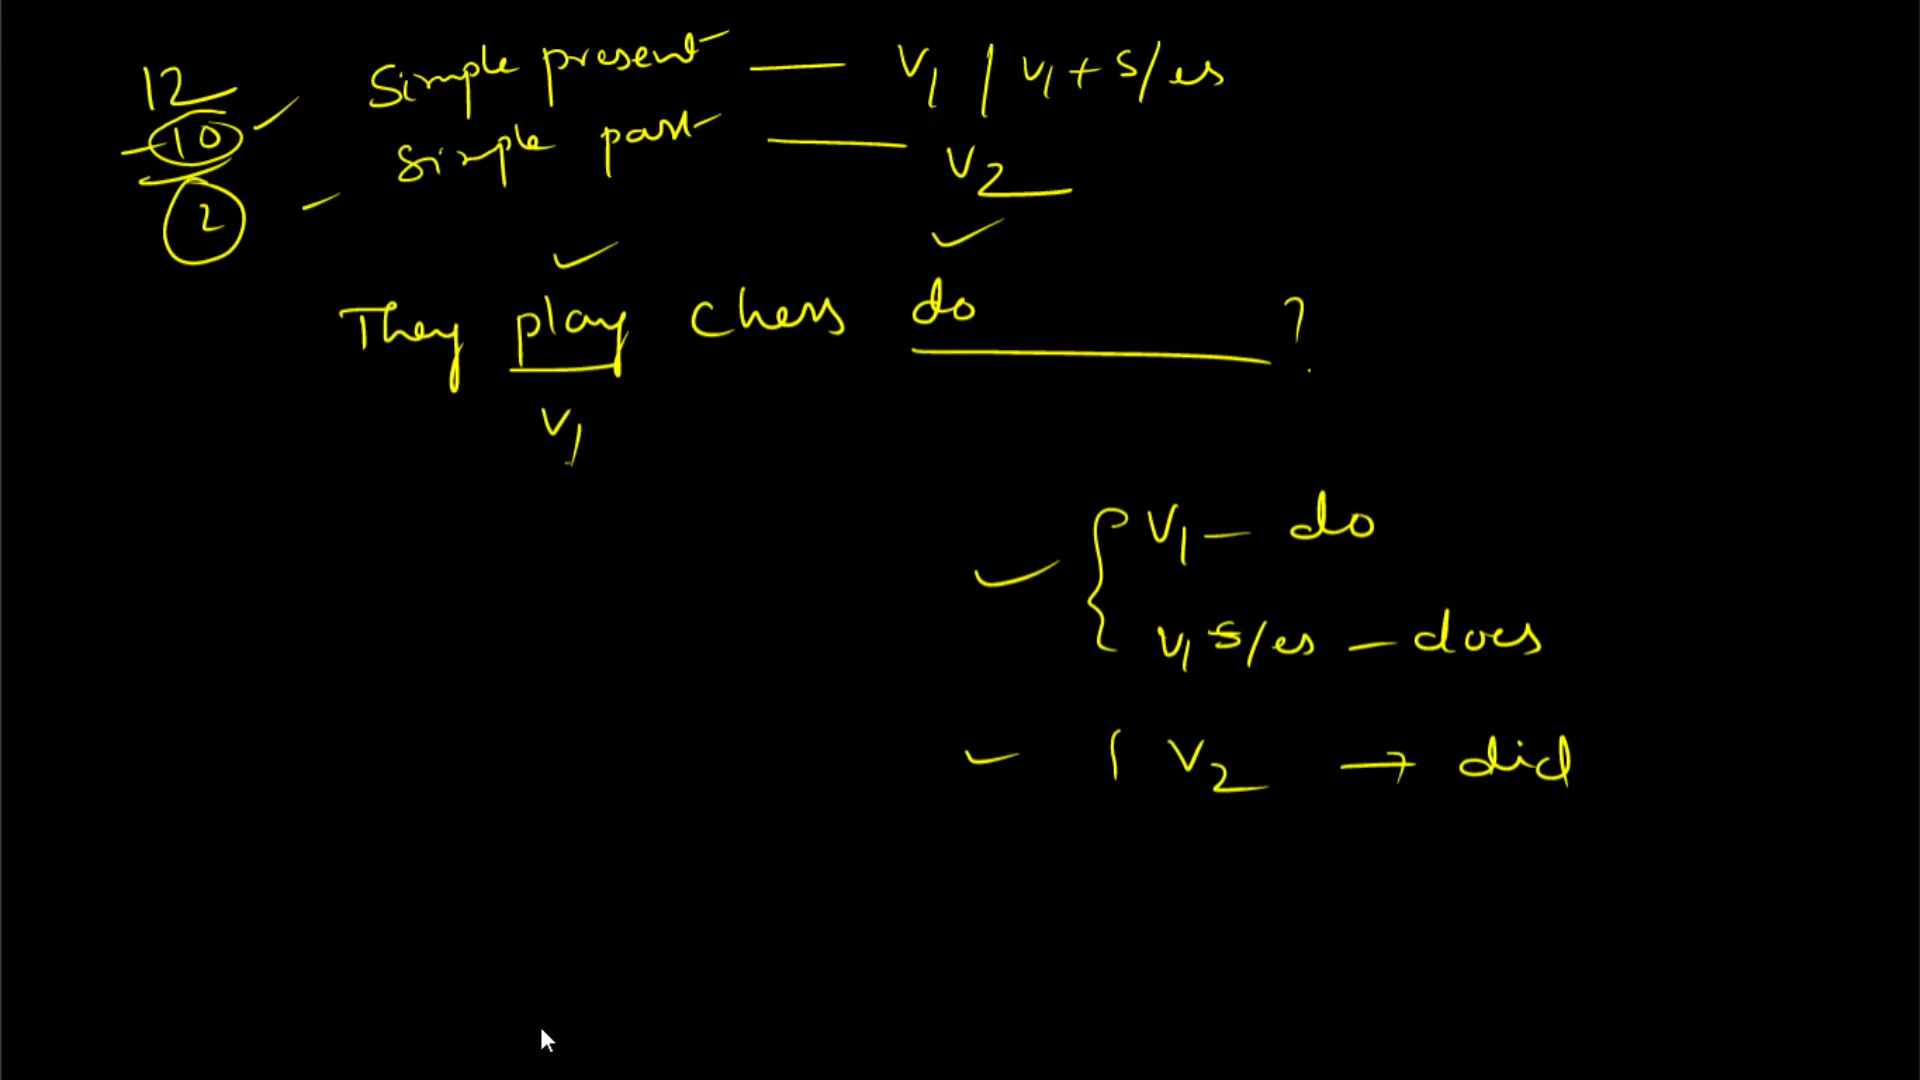 12 Simple present — V1 / V1 + s/es
-10 Simple past — V2
2
They play chess do ?
V1
V1 - do
V1 s/es - does
V2 → did